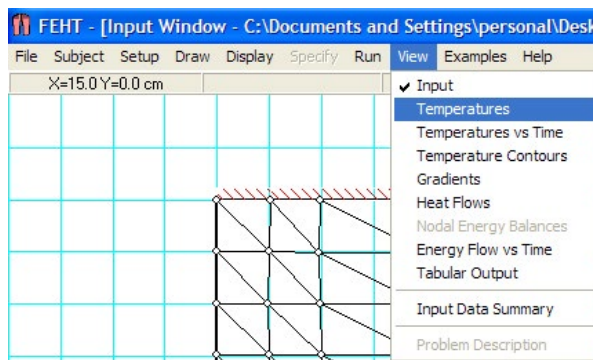 FEHT - [Input Window - C:\Documents and Settings\personal\Desk
File Subject Setup Draw Display Specify Run View Examples Help
X=15.0 Y=0.0 cm
Input
Temperatures
Temperatures vs Time
Temperature Contours
Gradients
Heat Flows
Nodal Energy Balances
Energy Flow vs Time
Tabular Output
Input Data Summary
Problem Description